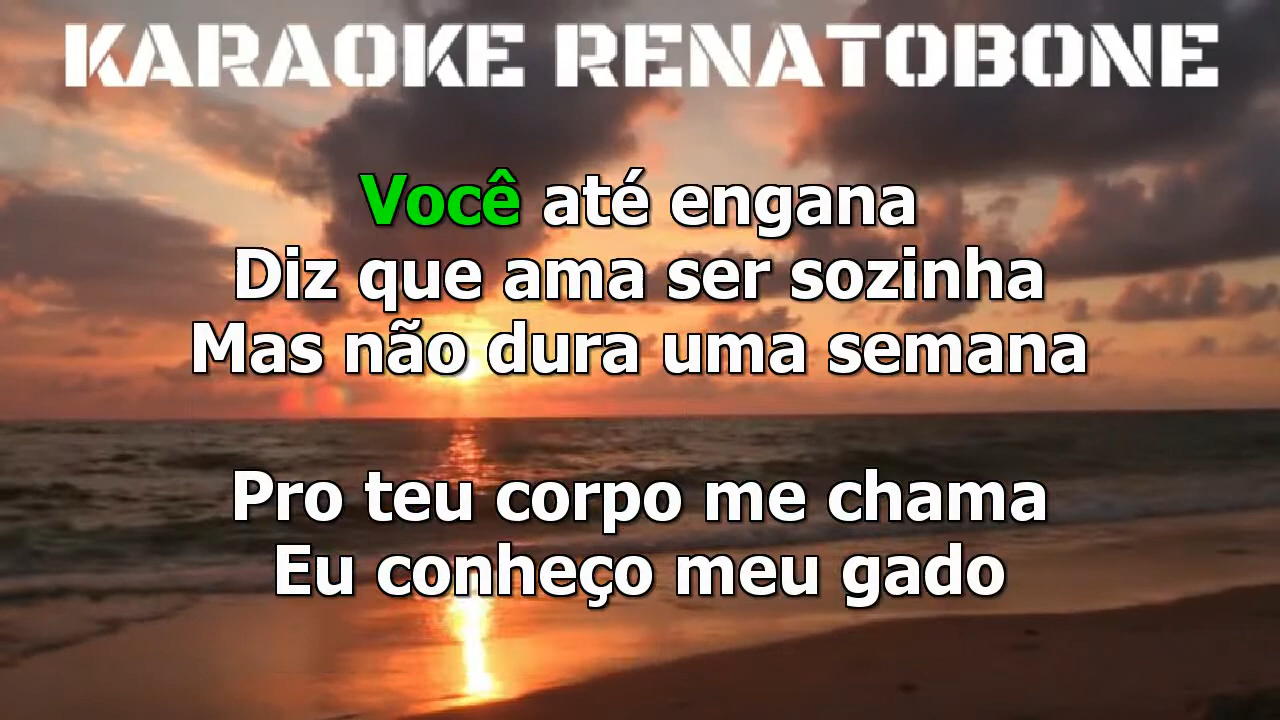 KARAOKE RENATOBONE
Você até engana
Diz que ama ser sozinha
Mas não dura uma semana
Pro teu corpo me chama
Eu conheço meu gado